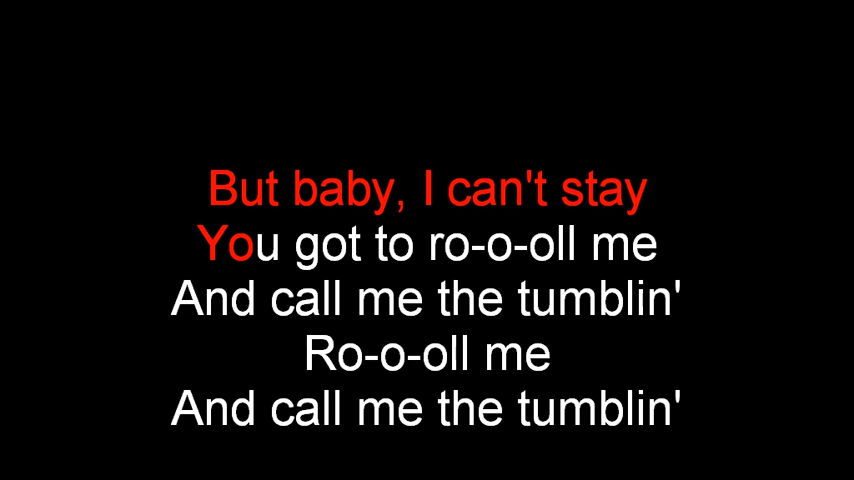 But baby, I can't stay
You got to ro-o-oll me
And call me the tumblin'
Ro-o-oll me
And call me the tumblin'